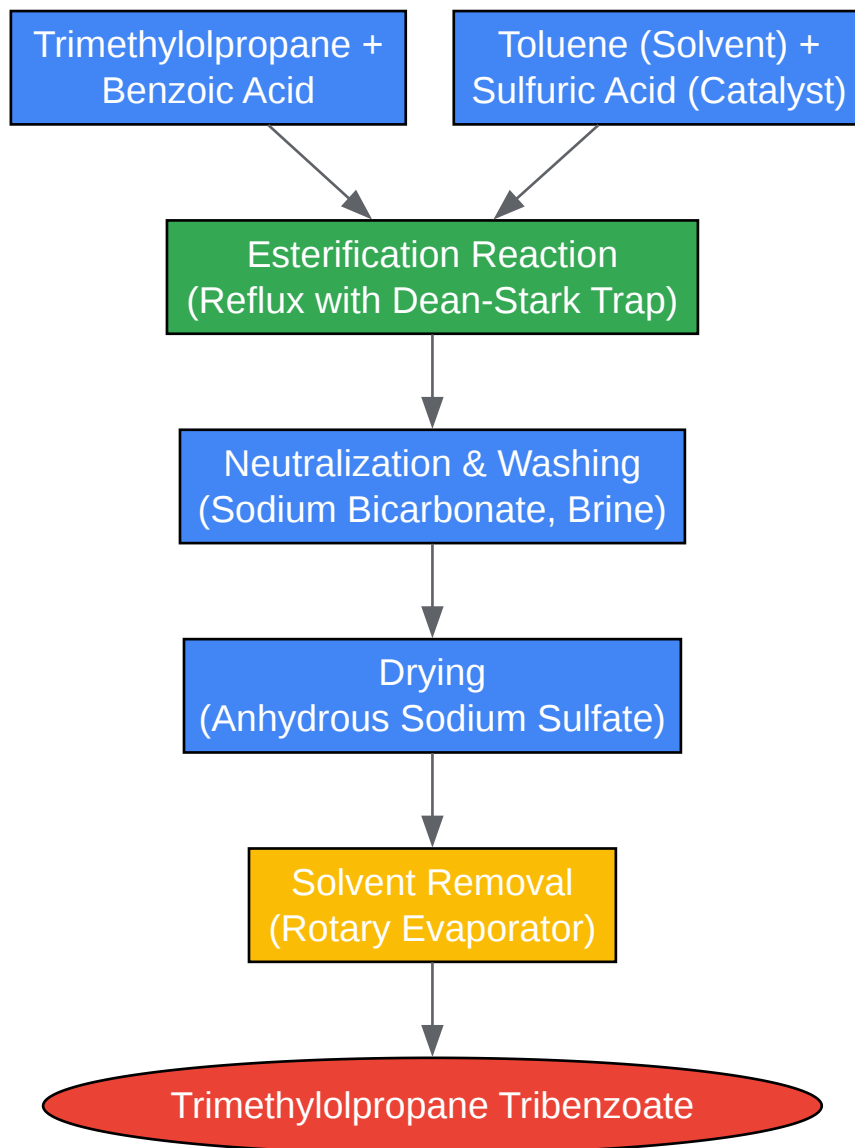 Trimethylolpropane +
Benzoic Acid
Toluene (Solvent) +
Sulfuric Acid (Catalyst)
Esterification Reaction
(Reflux with Dean-Stark Trap)
Neutralization & Washing
(Sodium Bicarbonate, Brine)
Drying
(Anhydrous Sodium Sulfate)
Solvent Removal
(Rotary Evaporator)
Trimethylolpropane Tribenzoate